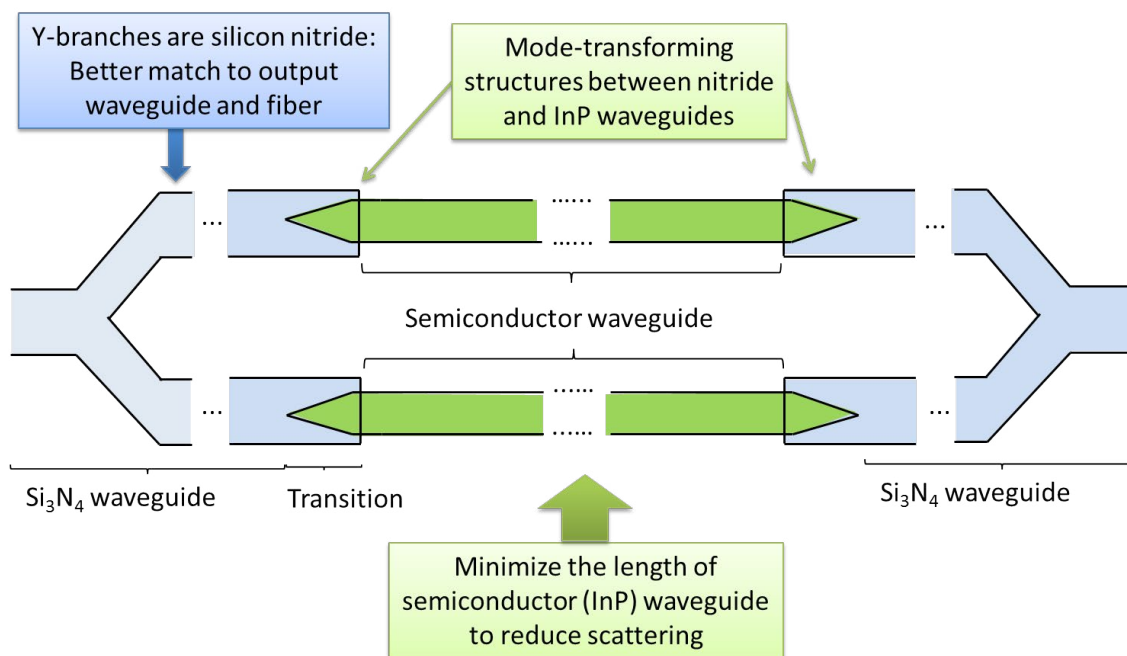 Y-branches are silicon nitride:
Better match to output
waveguide and fiber
Mode-transforming
structures between nitride
and InP waveguides
...
......
...
......
Semiconductor waveguide
...
......
...
......
Si₃N₄ waveguide
Transition
Si₃N₄ waveguide
Minimize the length of
semiconductor (InP) waveguide
to reduce scattering